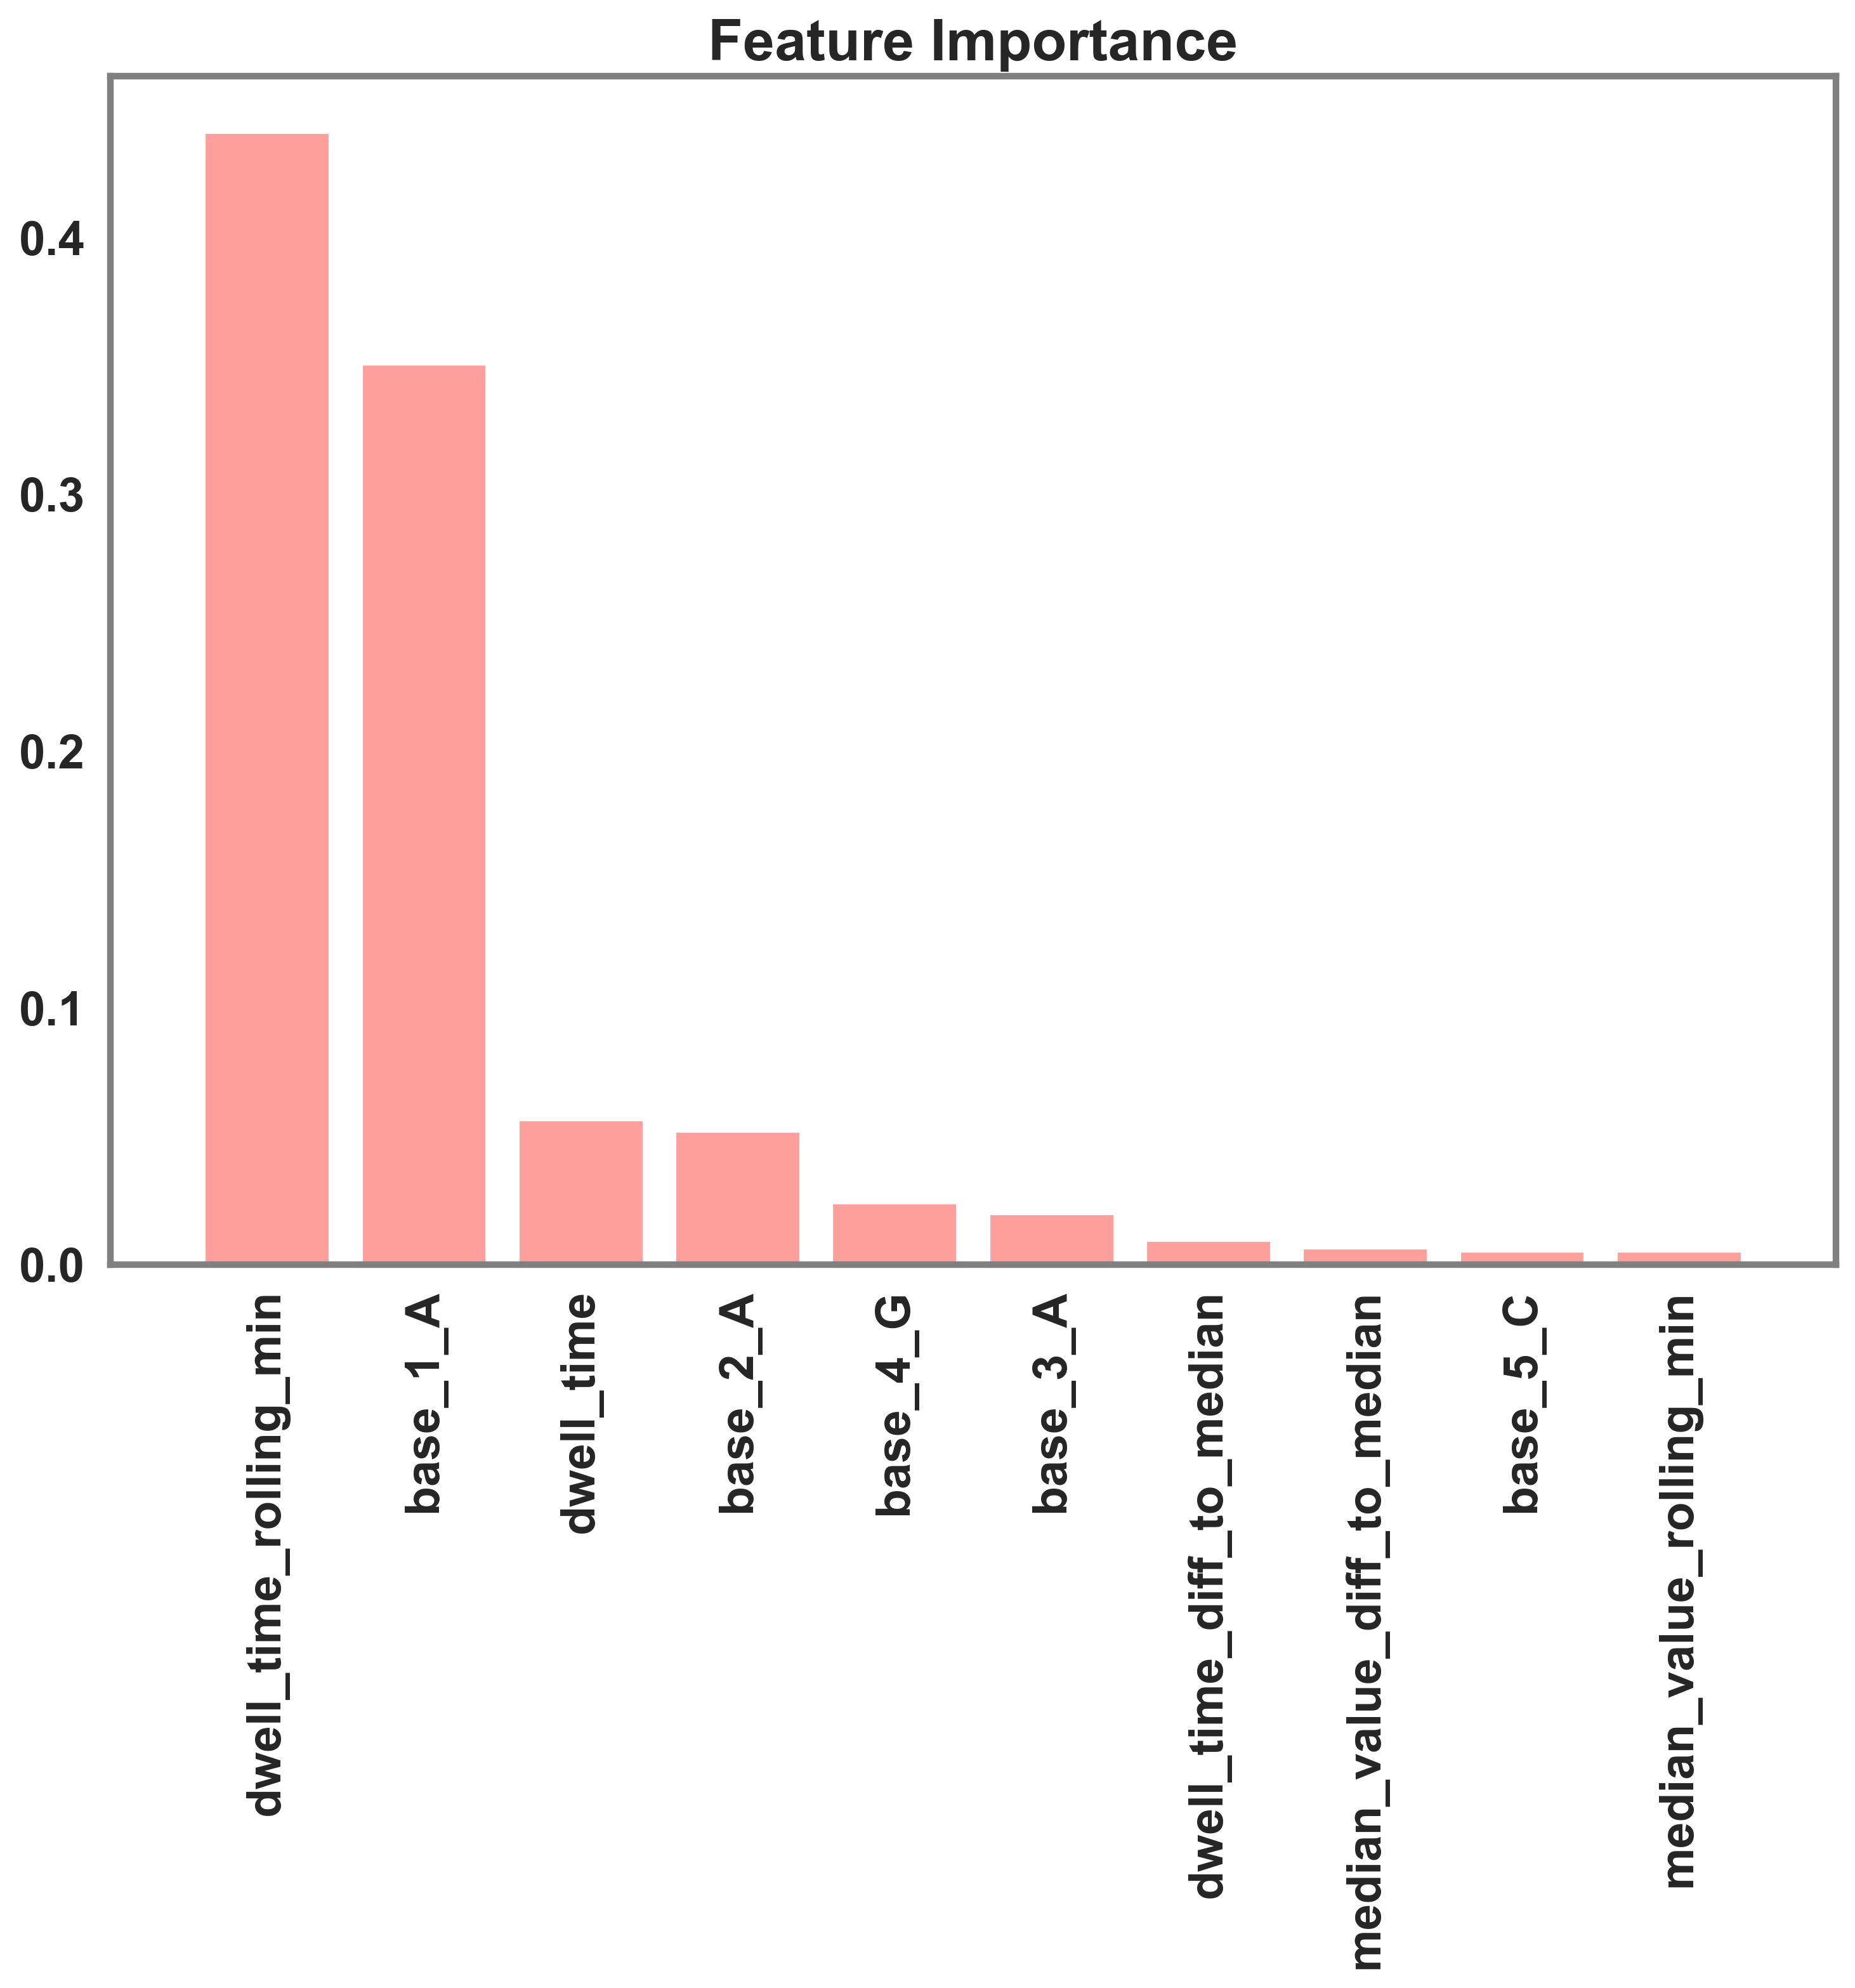 Feature Importance
0.4
0.3
0.2
0.1
0.0
dwell_time_rolling_min
base_1_A
dwell_time
base_2_A
base_4_G
base_3_A
dwell_time_diff_to_median
median_value_diff_to_median
base_5_C
median_value_rolling_min